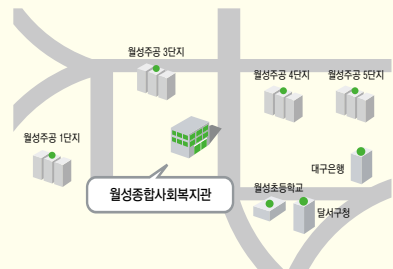 월성주공 3단지
월성주공 4단지
월성주공 5단지
월성주공 1단지
대구은행
월성종합사회복지관
월성초등학교
달서구청